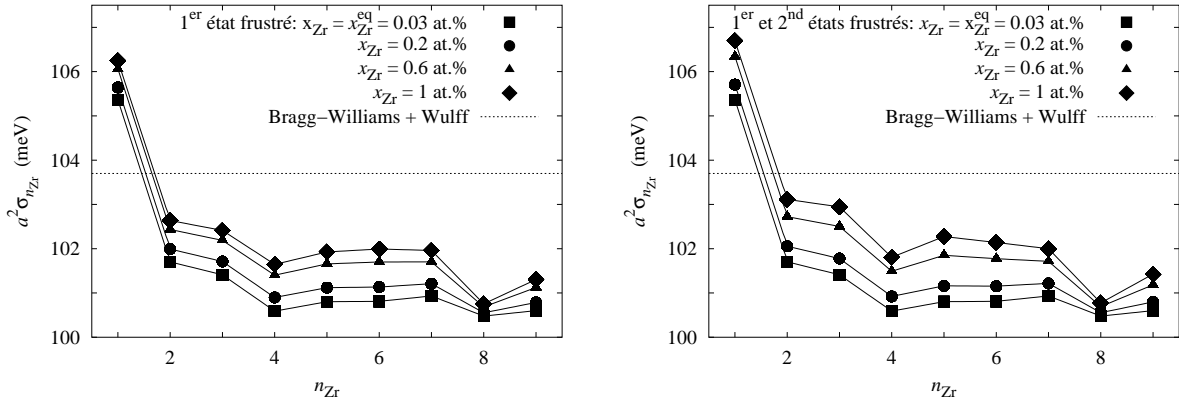 1er état frustré: xZr = xZreq = 0.03 at.%
xZr = 0.2 at.%
xZr = 0.6 at.%
xZr = 1 at.%
Bragg−Williams + Wulff
106
104
102
100
a2σnZr (meV)
2
4
6
8
nZr
1er et 2nd états frustrés: xZr = xZreq = 0.03 at.%
xZr = 0.2 at.%
xZr = 0.6 at.%
xZr = 1 at.%
Bragg−Williams + Wulff
106
104
102
100
a2σnZr (meV)
2
4
6
8
nZr